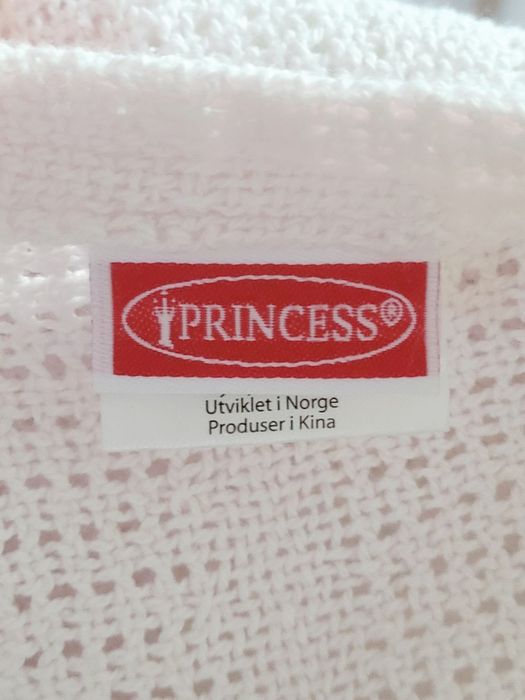 PRINCESS®
Utviklet i Norge
Produser i Kina